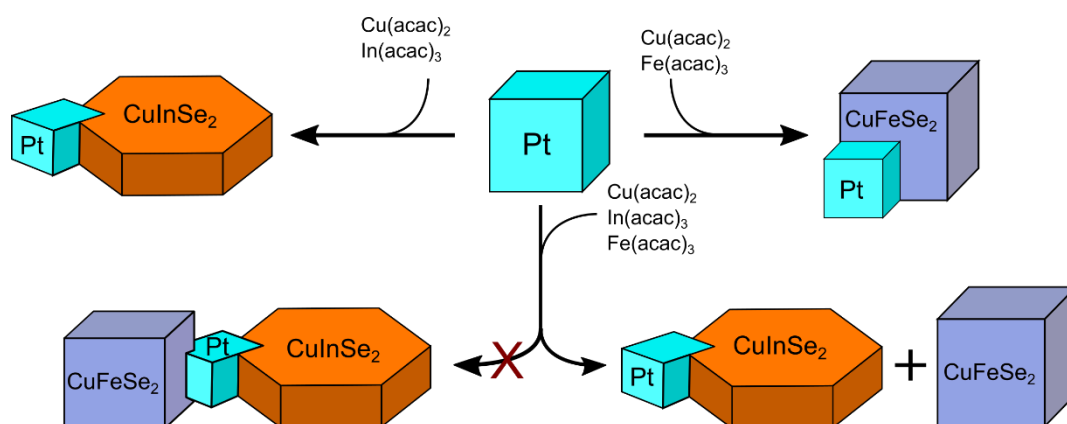 Cu(acac)₂
In(acac)₃
Cu(acac)₂
Fe(acac)₃
CuInSe₂
Pt
Pt
CuFeSe₂
Pt
Cu(acac)₂
In(acac)₃
Fe(acac)₃
CuFeSe₂
Pt
CuInSe₂
X
Pt
CuInSe₂
+
CuFeSe₂